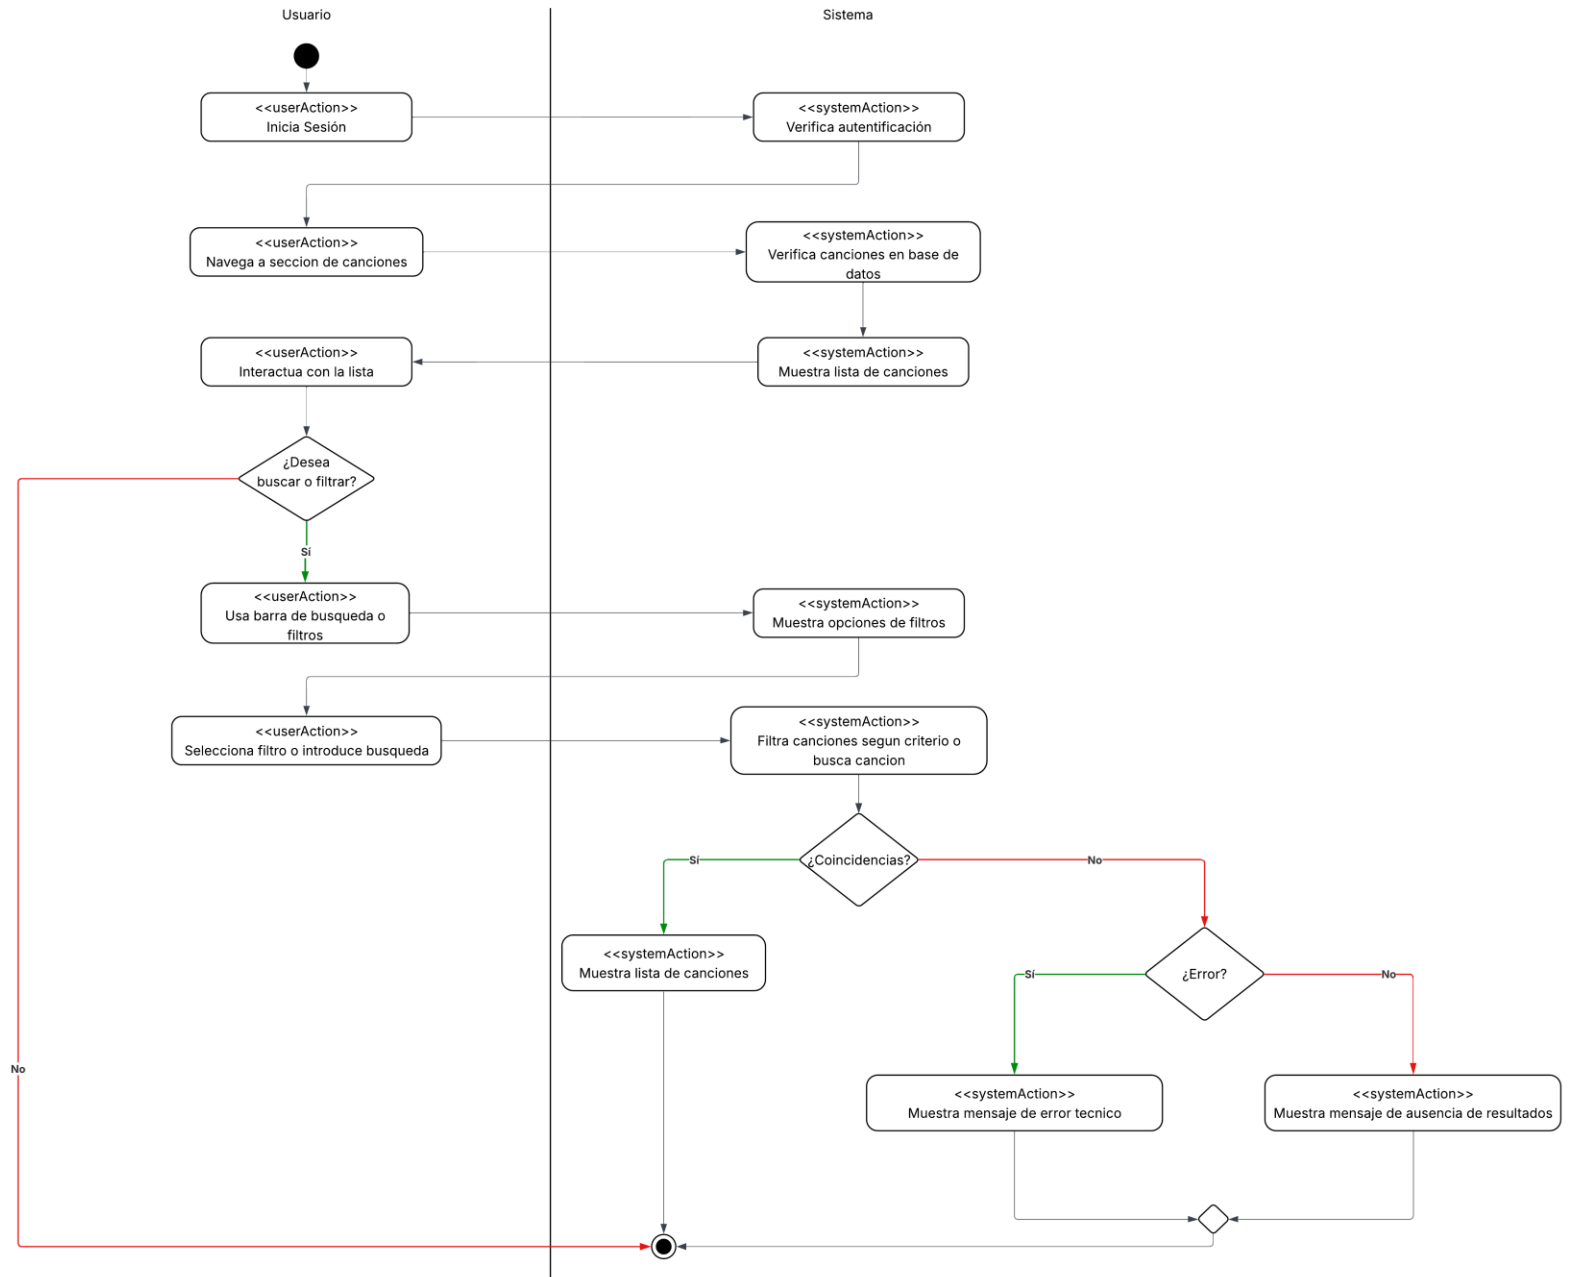 Usuario
Sistema
<<userAction>>
Inicia Sesión
<<systemAction>>
Verifica autentificación
<<userAction>>
Navega a seccion de canciones
<<systemAction>>
Verifica canciones en base de
datos
<<userAction>>
Interactua con la lista
<<systemAction>>
Muestra lista de canciones
¿Desea
buscar o filtrar?
Sí
<<userAction>>
Usa barra de busqueda o
filtros
<<systemAction>>
Muestra opciones de filtros
<<userAction>>
Selecciona filtro o introduce busqueda
<<systemAction>>
Filtra canciones segun criterio o
busca cancion
Sí
¿Coincidencias?
No
<<systemAction>>
Muestra lista de canciones
Sí
¿Error?
No
No
<<systemAction>>
Muestra mensaje de error tecnico
<<systemAction>>
Muestra mensaje de ausencia de resultados